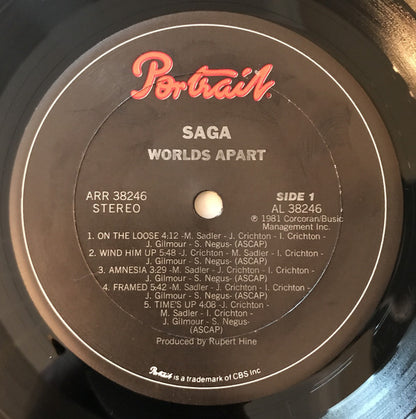 Portrait
SAGA
WORLDS APART
ARR 38246
STEREO
SIDE 1
AL 38246
℗ 1981 Corcoran/Busic
Management Inc.
1. ON THE LOOSE 4:12 -M. Sadler - J. Crichton - I. Crichton -
J. Gilmour - S. Negus- (ASCAP)
2. WIND HIM UP 5:48 -J. Crichton - M. Sadler - I. Crichton -
J. Gilmour - S. Negus- (ASCAP)
3. AMNESIA 3:29 -M. Sadler - J. Crichton - I. Crichton -
J. Gilmour - S. Negus- (ASCAP)
4. FRAMED 5:42 -M. Sadler - J. Crichton - I. Crichton -
J. Gilmour - S. Negus- (ASCAP)
5. TIME'S UP 4:08 -J. Crichton -
M. Sadler - I. Crichton -
J. Gilmour - S. Negus-
(ASCAP)
Produced by Rupert Hine
Portrait is a trademark of CBS Inc